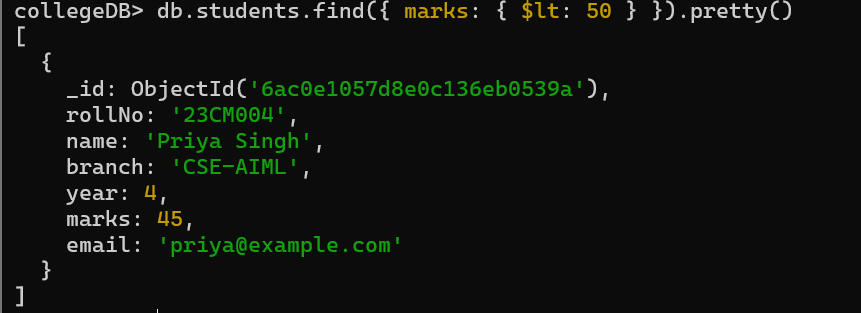 collegeDB> db.students.find({ marks: { $lt: 50 } }).pretty()
[
  {
    _id: ObjectId('6ac0e1057d8e0c136eb0539a'),
    rollNo: '23CM004',
    name: 'Priya Singh',
    branch: 'CSE-AIML',
    year: 4,
    marks: 45,
    email: 'priya@example.com'
  }
]